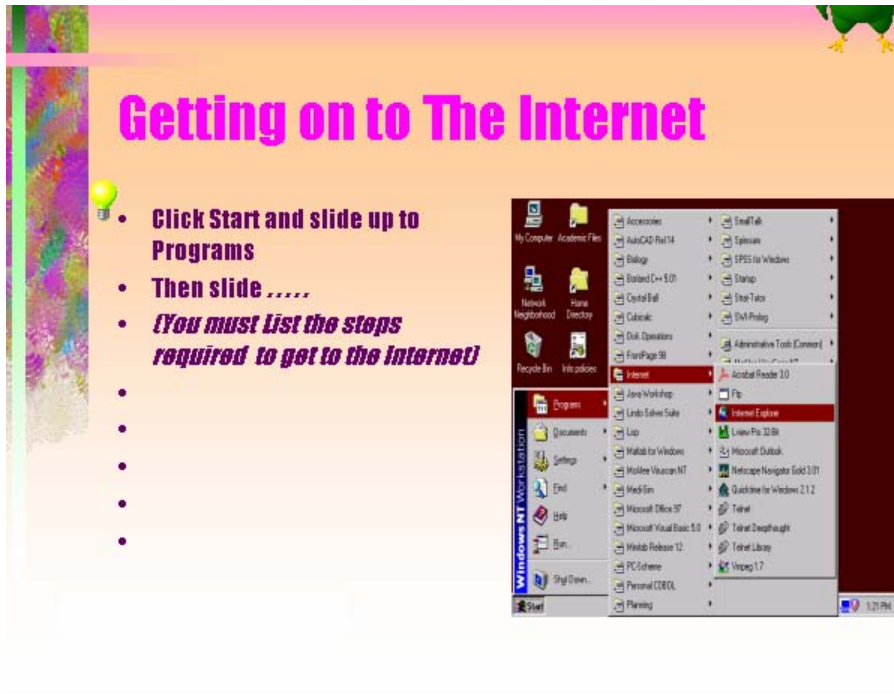 Getting on to The Internet
• Click Start and slide up to
Programs
• Then slide . . . . .
• (You must List the steps
required to get to the Internet)
•
•
•
•
•
My Computer Academic Files
Network Neighborhood
Home Directory
Recycle Bin Info policies
Windows NT Workstation
Programs
Documents
Settings
Find
Help
Run...
Shut Down...
Start
Accessories
AutoCAD Rel 14
Biology
Borland C++ 5.01
Crystal Ball
Cubicalc
Disk Operations
FrontPage 98
Internet
Java Workshop
Lindo Solver Suite
Lisp
Matlab for Windows
McAfee Viruscan NT
MediSim
Microsoft Office 97
Microsoft Visual Basic 5.0
Minitab Release 12
PC-Scheme
Personal COBOL
Planning
SmallTalk
SPSS for Windows
Startup
SWI-Prolog
Administrative Tools (Common)
Acrobat Reader 3.0
Ftp
Internet Explorer
Lview Pro 32 Bit
Microsoft Outlook
Netscape Navigator Gold 3.01
Quicktime for Windows 2.1.2
Telnet
Telnet Deepthought
Telnet Library
Vmpeg 1.7
1:21 PM